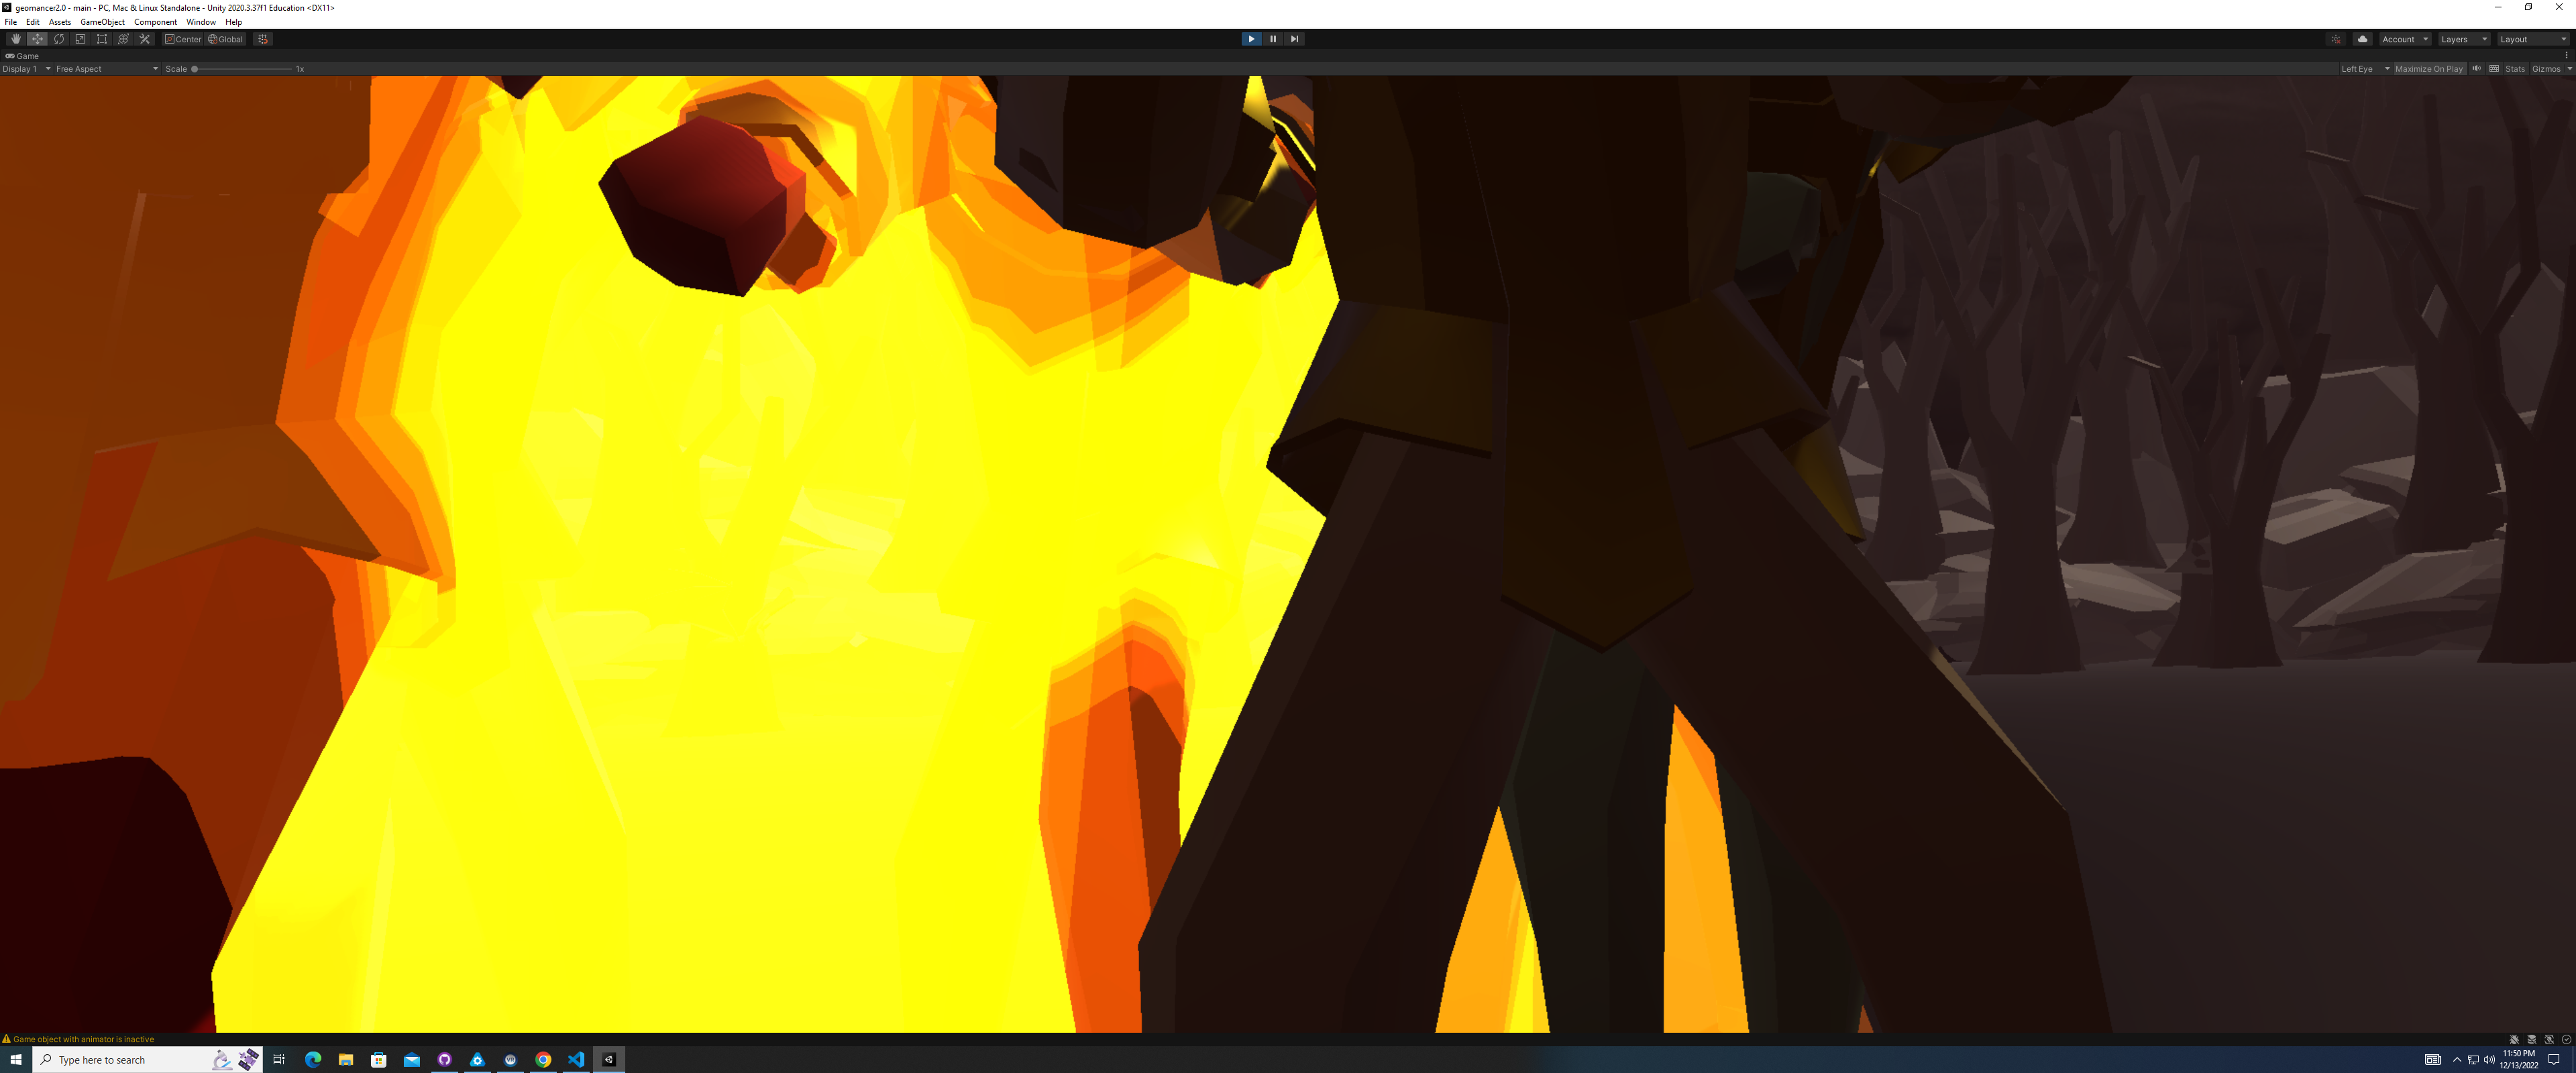 geomancer2.0 - main - PC, Mac & Linux Standalone - Unity 2020.3.37f1 Education <DX11>
File Edit Assets GameObject Component Window Help
Center Global Account Layers Layout
Game
Display 1 Free Aspect Scale 1x Left Eye Maximize On Play Stats Gizmos
Game object with animator is inactive
Type here to search
11:50 PM
12/13/2022